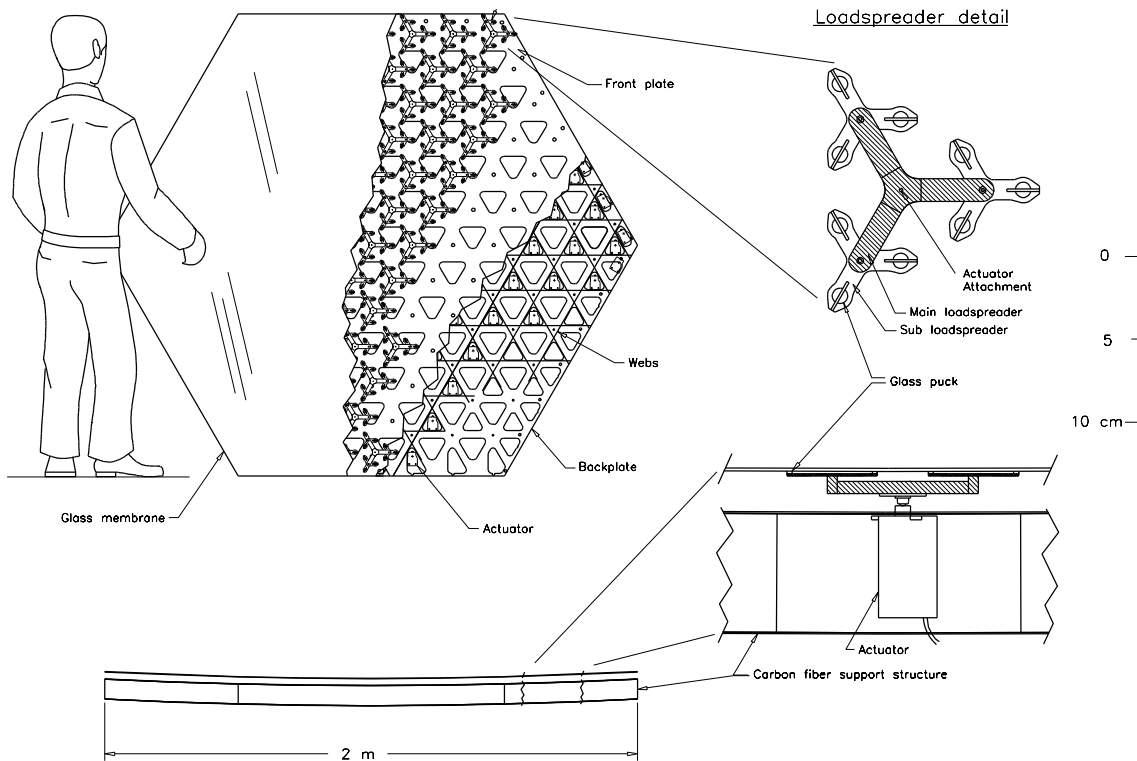 Loadspreader detail
Front plate
0
Actuator
Attachment
Main loadspreader
Sub loadspreader
5
Webs
Glass puck
10 cm
Backplate
Glass membrane
Actuator
Actuator
Carbon fiber support structure
2 m